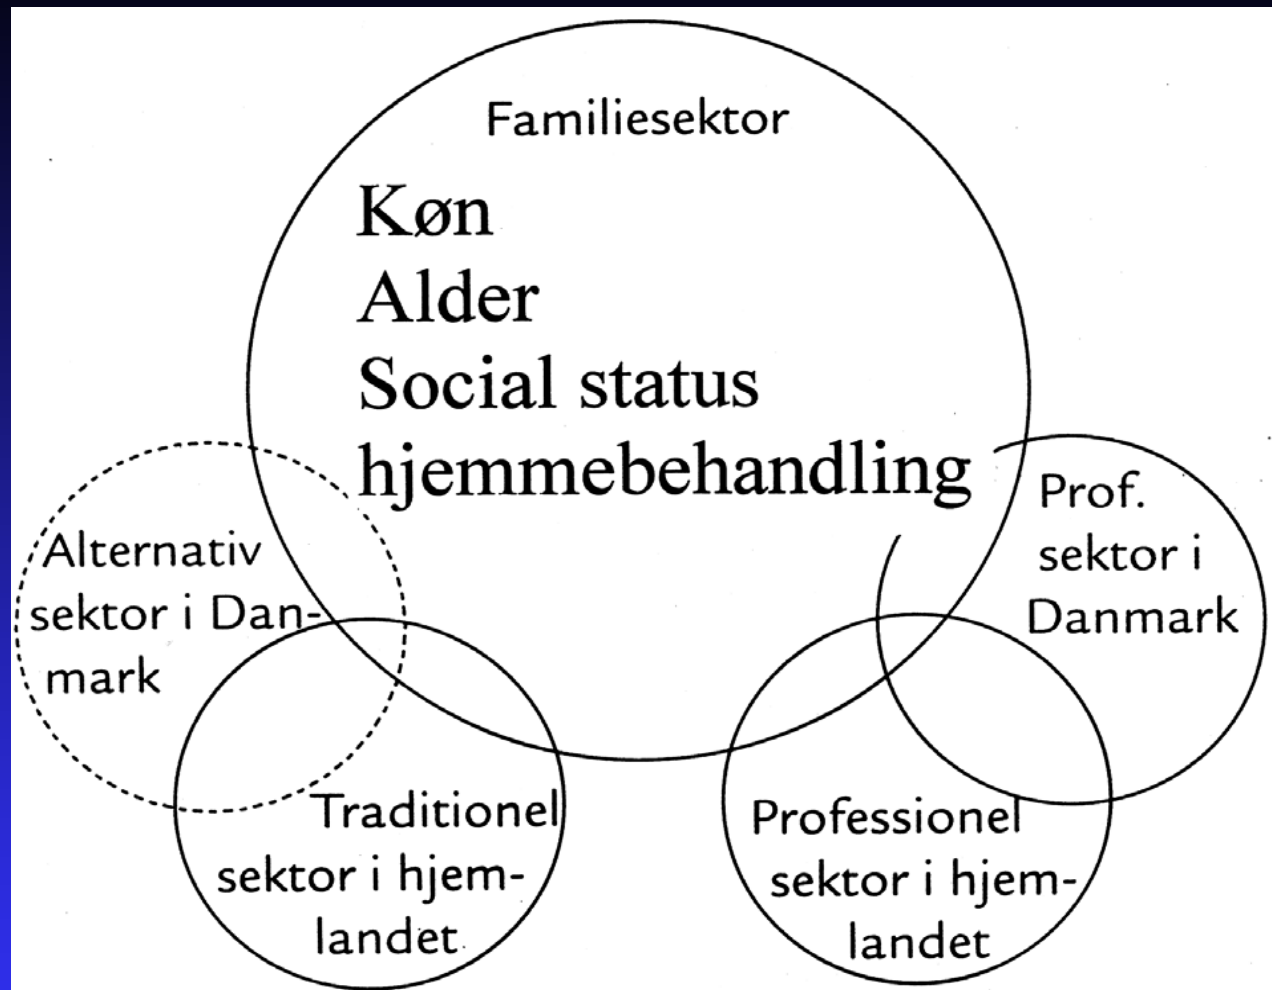 Familiesektor
Køn
Alder
Social status
hjemmebehandling
Alternativ
sektor i Dan-
mark
Prof.
sektor i
Danmark
Traditionel
sektor i hjem-
landet
Professionel
sektor i hjem-
landet